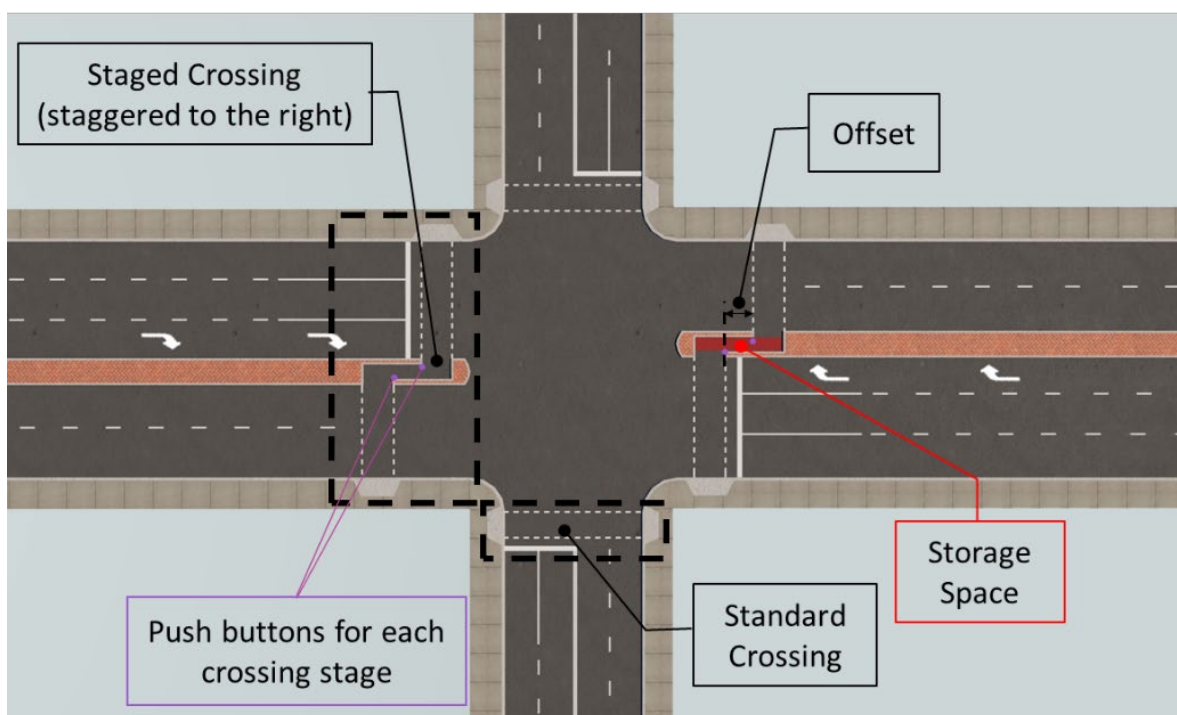 Staged Crossing
(staggered to the right)
Offset
Push buttons for each
crossing stage
Standard
Crossing
Storage
Space